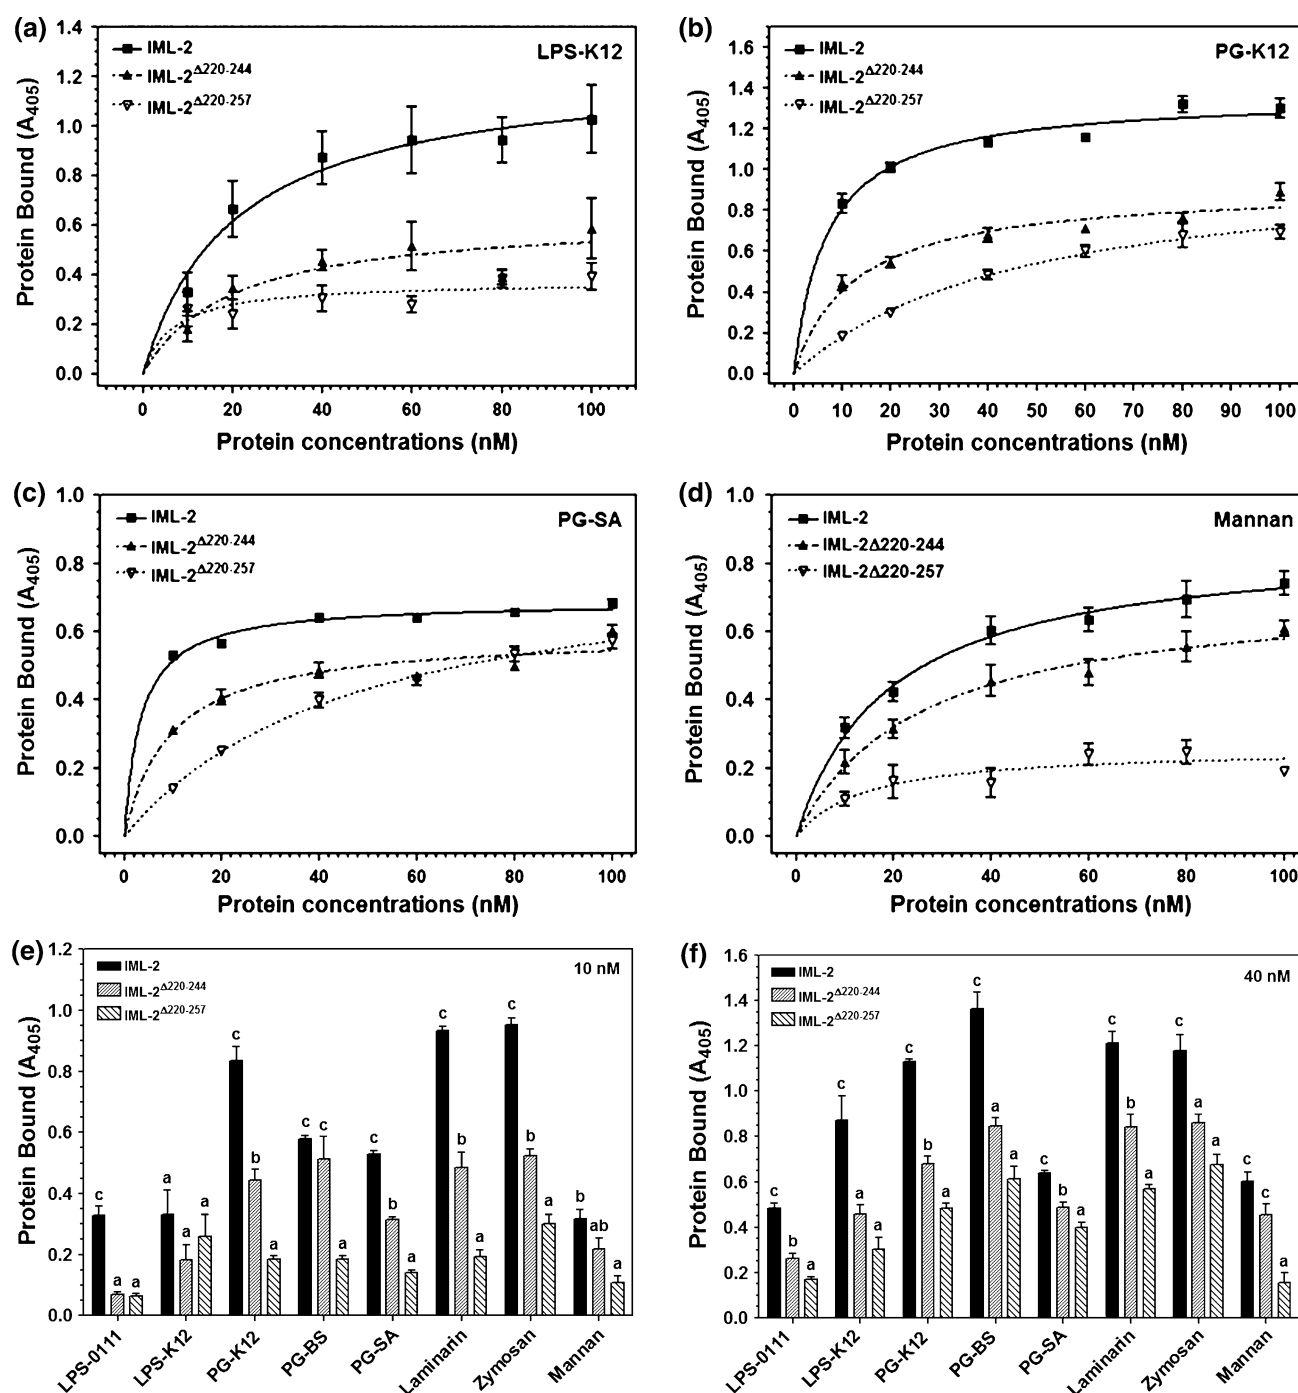 (a)
LPS-K12
IML-2
IML-2Δ220-244
IML-2Δ220-257
Protein Bound (A405)
1.4
1.2
1.0
0.8
0.6
0.4
0.2
0.0
0 20 40 60 80 100
Protein concentrations (nM)
(b)
PG-K12
IML-2
IML-2Δ220-244
IML-2Δ220-257
Protein Bound (A405)
1.6
1.4
1.2
1.0
0.8
0.6
0.4
0.2
0.0
0 10 20 30 40 50 60 70 80 90 100
Protein concentrations (nM)
(c)
PG-SA
IML-2
IML-2Δ220-244
IML-2Δ220-257
Protein Bound (A405)
1.0
0.8
0.6
0.4
0.2
0.0
0 20 40 60 80 100
Protein concentrations (nM)
(d)
Mannan
IML-2
IML-2Δ220-244
IML-2Δ220-257
Protein Bound (A405)
1.0
0.8
0.6
0.4
0.2
0.0
0 10 20 30 40 50 60 70 80 90 100
Protein concentrations (nM)
(e)
10 nM
IML-2
IML-2Δ220-244
IML-2Δ220-257
Protein Bound (A405)
1.2
1.0
0.8
0.6
0.4
0.2
0.0
c a a
a a a
c b a
c c a
c b a
c b a
c b a
b ab a
LPS-0111 LPS-K12 PG-K12 PG-BS PG-SA Laminarin Zymosan Mannan
(f)
40 nM
IML-2
IML-2Δ220-244
IML-2Δ220-257
Protein Bound (A405)
1.6
1.4
1.2
1.0
0.8
0.6
0.4
0.2
0.0
c b a
c a a
c b a
c a a
c b a
c b a
c a a
c c a
LPS-0111 LPS-K12 PG-K12 PG-BS PG-SA Laminarin Zymosan Mannan